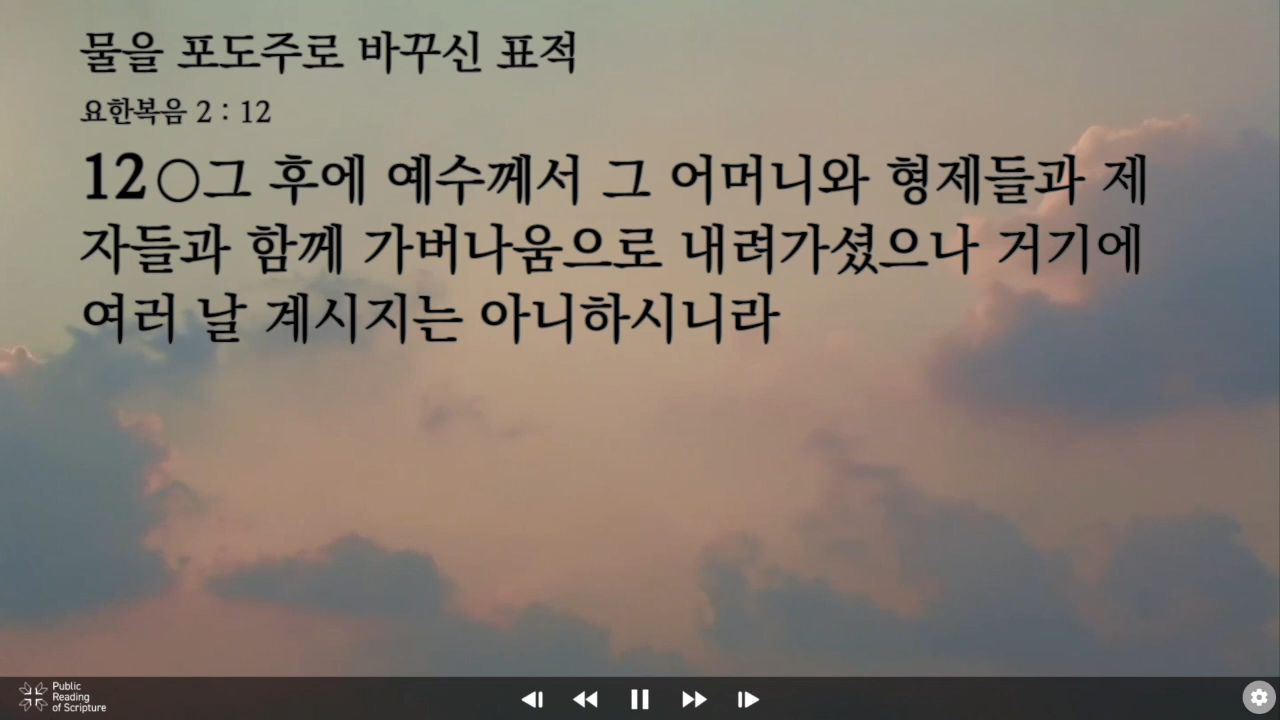 물을 포도주로 바꾸신 표적
요한복음 2 : 12
12○그 후에 예수께서 그 어머니와 형제들과 제
자들과 함께 가버나움으로 내려가셨으나 거기에
여러 날 계시지는 아니하시니라
Public
Reading
of Scripture